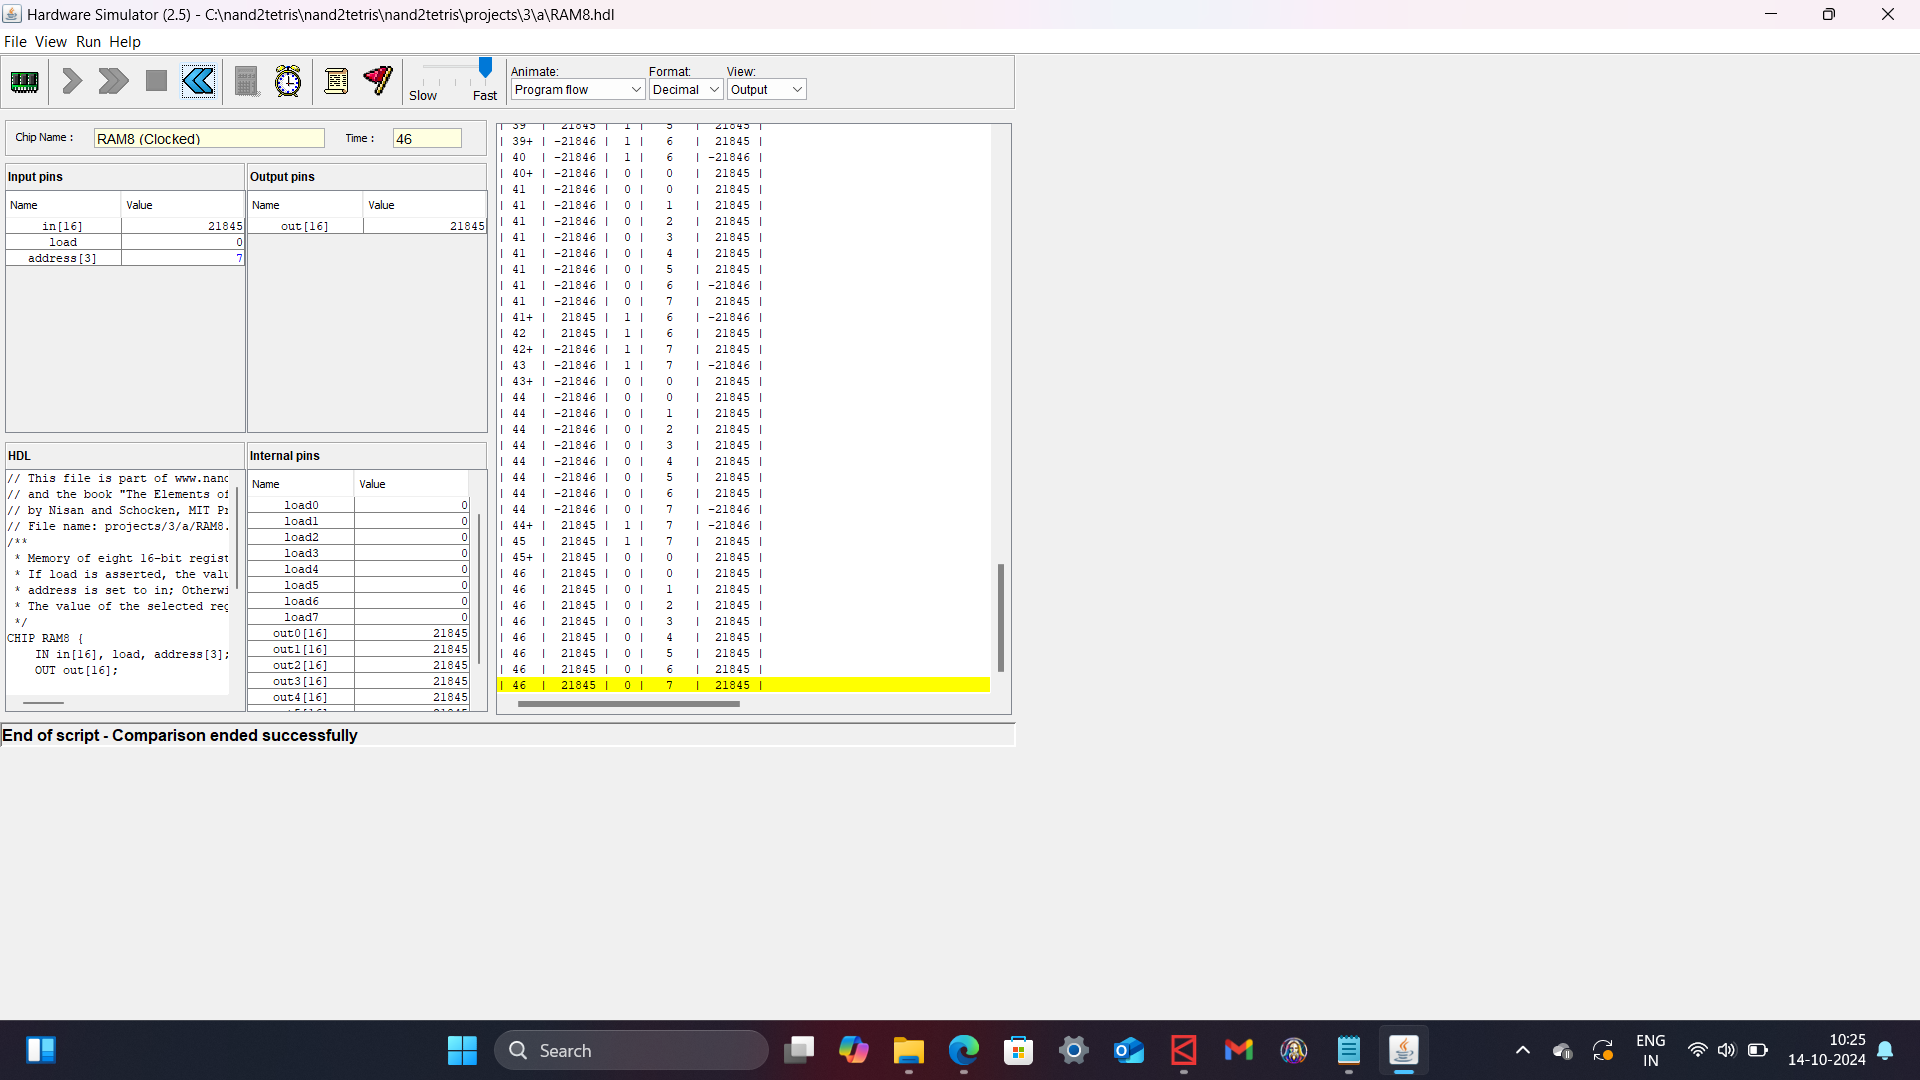 Hardware Simulator (2.5) - C:\nand2tetris\nand2tetris\nand2tetris\projects\3\a\RAM8.hdl
File View Run Help
Slow Fast
Animate: Format: View:
Program flow Decimal Output
Chip Name : RAM8 (Clocked) Time : 46
Input pins
Name Value
in[16] 21845
load 0
address[3] 7
Output pins
Name Value
out[16] 21845
HDL
// This file is part of www.nand
// and the book "The Elements of
// by Nisan and Schocken, MIT Pr
// File name: projects/3/a/RAM8.
/**
* Memory of eight 16-bit regist
* If load is asserted, the valu
* address is set to in; Otherwi
* The value of the selected reg
*/
CHIP RAM8 {
IN in[16], load, address[3];
OUT out[16];
Internal pins
Name Value
load0 0
load1 0
load2 0
load3 0
load4 0
load5 0
load6 0
load7 0
out0[16] 21845
out1[16] 21845
out2[16] 21845
out3[16] 21845
out4[16] 21845
| 39 | 21845 | 1 | 5 | 21845 |
| 39+ | -21846 | 1 | 6 | 21845 |
| 40 | -21846 | 1 | 6 | -21846 |
| 40+ | -21846 | 0 | 0 | 21845 |
| 41 | -21846 | 0 | 0 | 21845 |
| 41 | -21846 | 0 | 1 | 21845 |
| 41 | -21846 | 0 | 2 | 21845 |
| 41 | -21846 | 0 | 3 | 21845 |
| 41 | -21846 | 0 | 4 | 21845 |
| 41 | -21846 | 0 | 5 | 21845 |
| 41 | -21846 | 0 | 6 | -21846 |
| 41 | -21846 | 0 | 7 | 21845 |
| 41+ | 21845 | 1 | 6 | -21846 |
| 42 | 21845 | 1 | 6 | 21845 |
| 42+ | -21846 | 1 | 7 | 21845 |
| 43 | -21846 | 1 | 7 | -21846 |
| 43+ | -21846 | 0 | 0 | 21845 |
| 44 | -21846 | 0 | 0 | 21845 |
| 44 | -21846 | 0 | 1 | 21845 |
| 44 | -21846 | 0 | 2 | 21845 |
| 44 | -21846 | 0 | 3 | 21845 |
| 44 | -21846 | 0 | 4 | 21845 |
| 44 | -21846 | 0 | 5 | 21845 |
| 44 | -21846 | 0 | 6 | 21845 |
| 44 | -21846 | 0 | 7 | -21846 |
| 44+ | 21845 | 1 | 7 | -21846 |
| 45 | 21845 | 1 | 7 | 21845 |
| 45+ | 21845 | 0 | 0 | 21845 |
| 46 | 21845 | 0 | 0 | 21845 |
| 46 | 21845 | 0 | 1 | 21845 |
| 46 | 21845 | 0 | 2 | 21845 |
| 46 | 21845 | 0 | 3 | 21845 |
| 46 | 21845 | 0 | 4 | 21845 |
| 46 | 21845 | 0 | 5 | 21845 |
| 46 | 21845 | 0 | 6 | 21845 |
| 46 | 21845 | 0 | 7 | 21845 |
End of script - Comparison ended successfully
Search
ENG
IN
10:25
14-10-2024